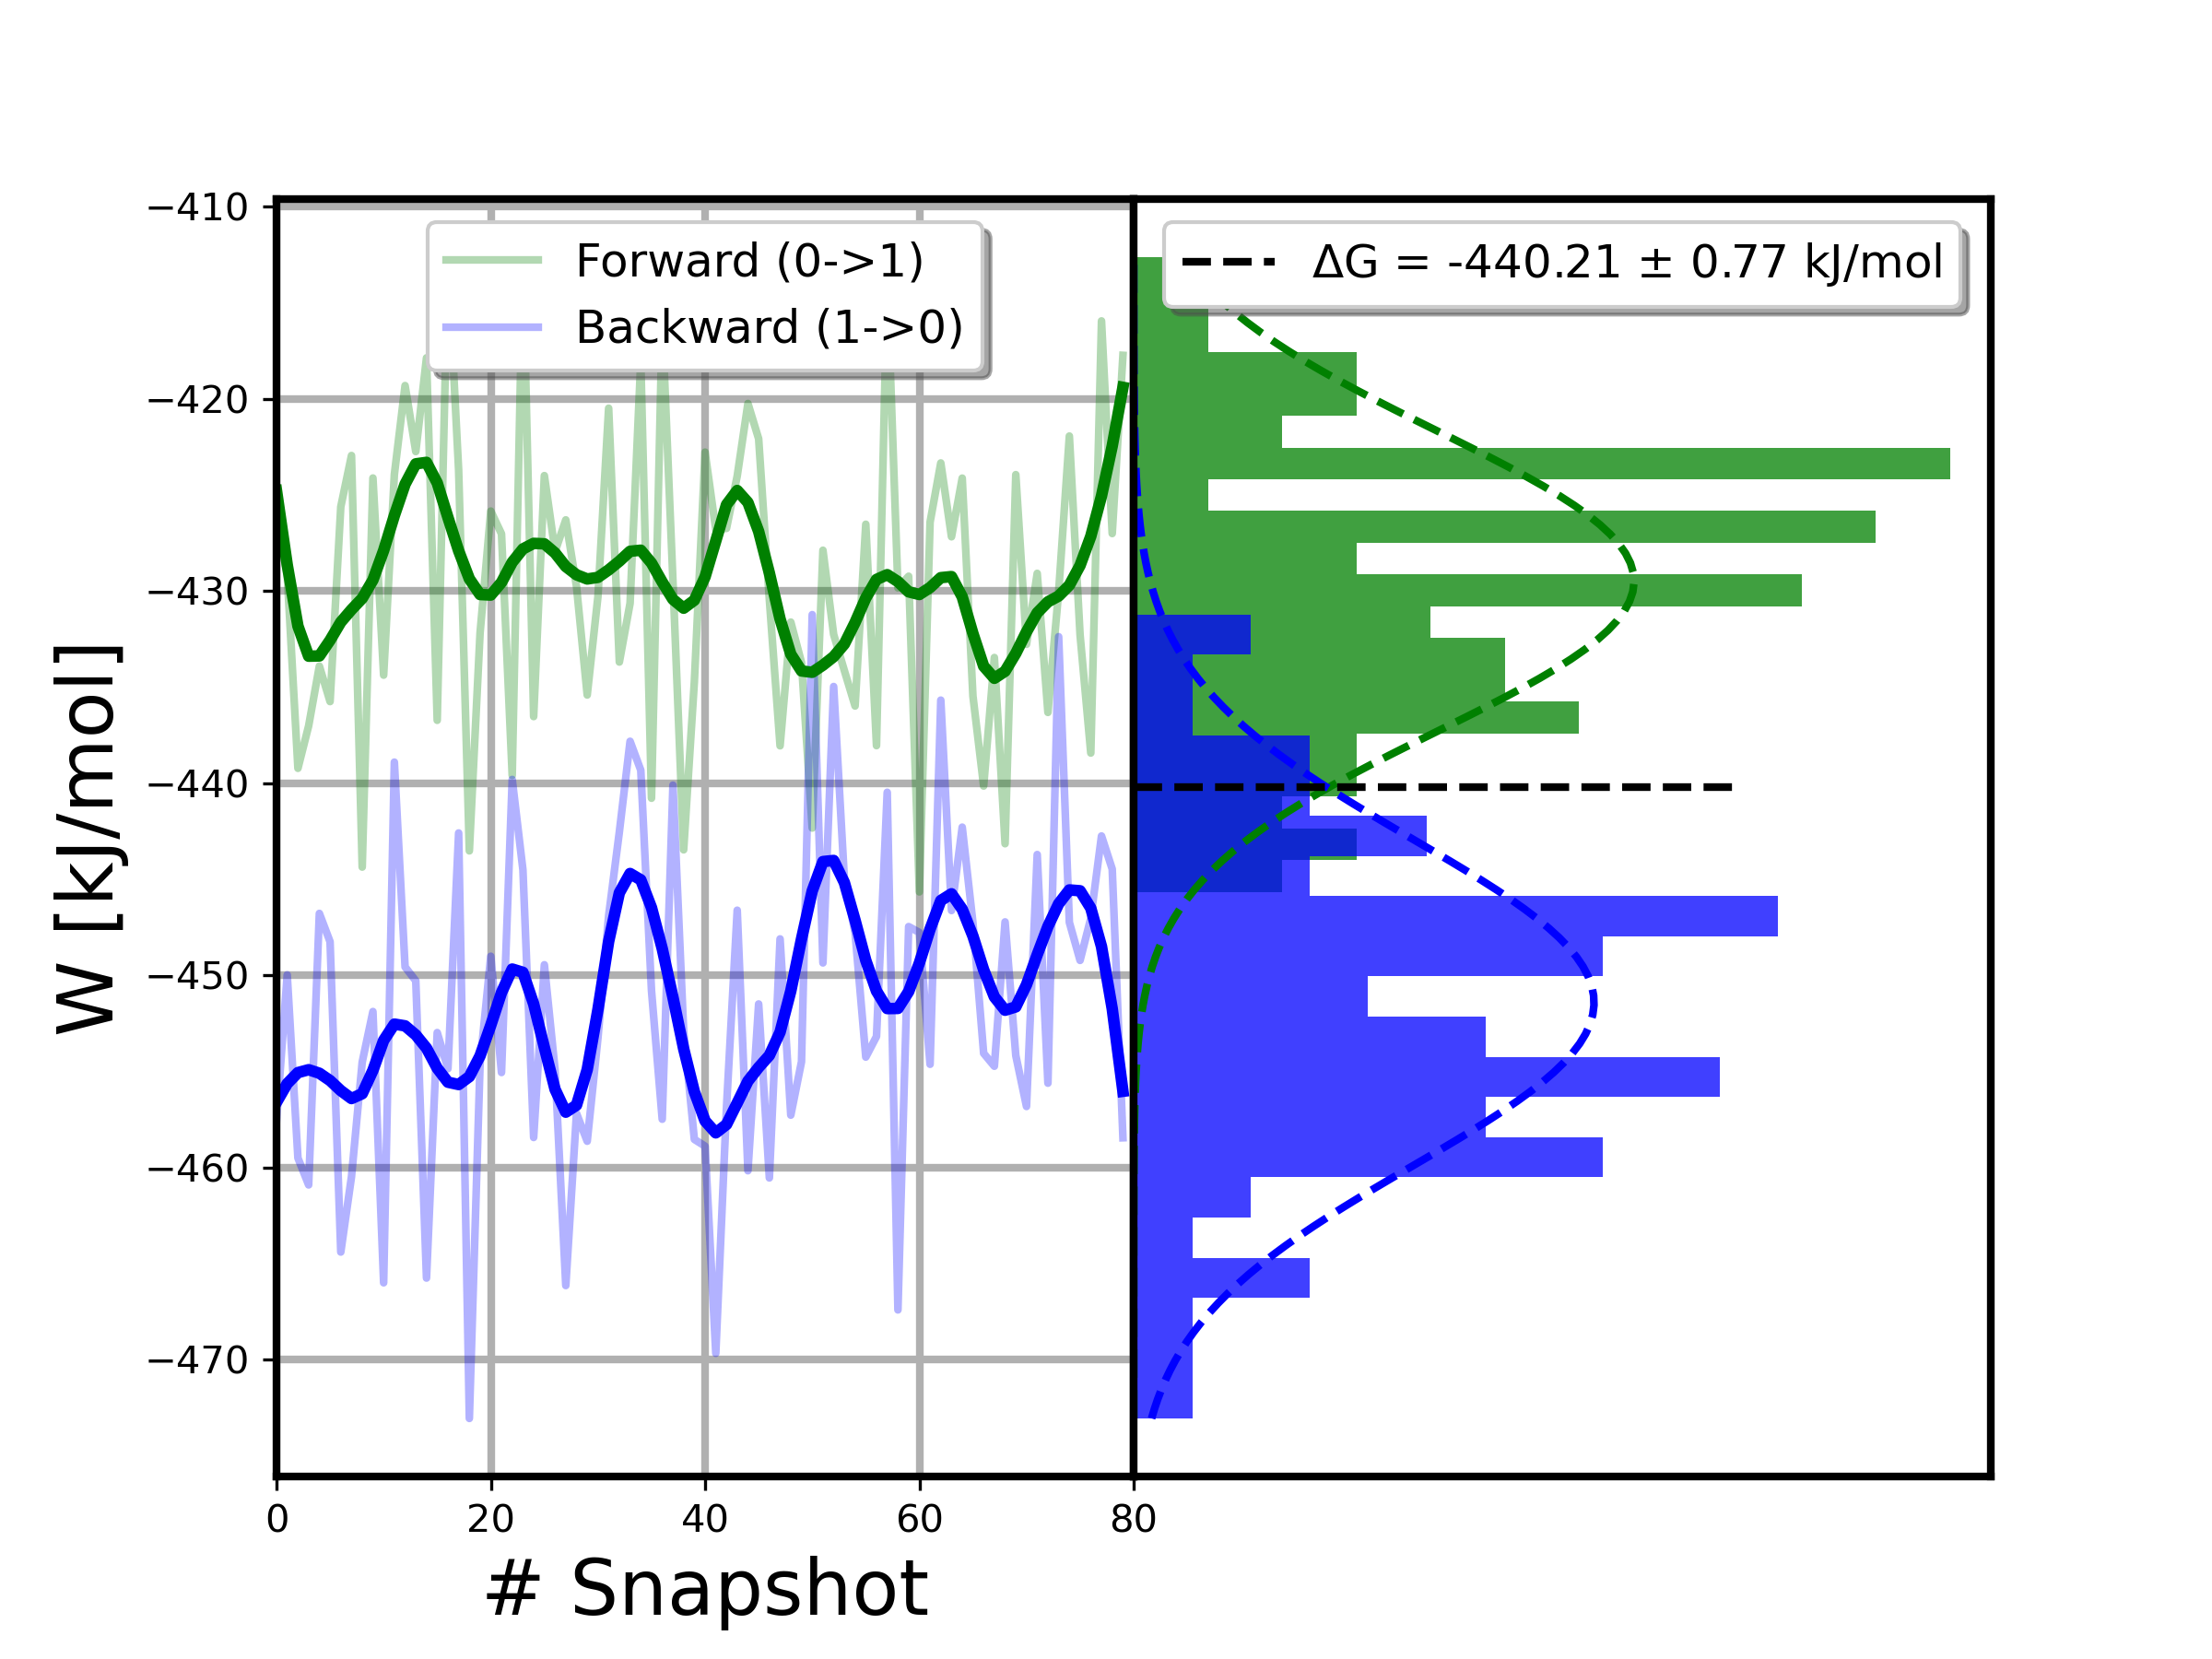 Forward (0->1)
Backward (1->0)
ΔG = -440.21 ± 0.77 kJ/mol
W [kJ/mol]
−410
−420
−430
−440
−450
−460
−470
0 20 40 60 80
# Snapshot